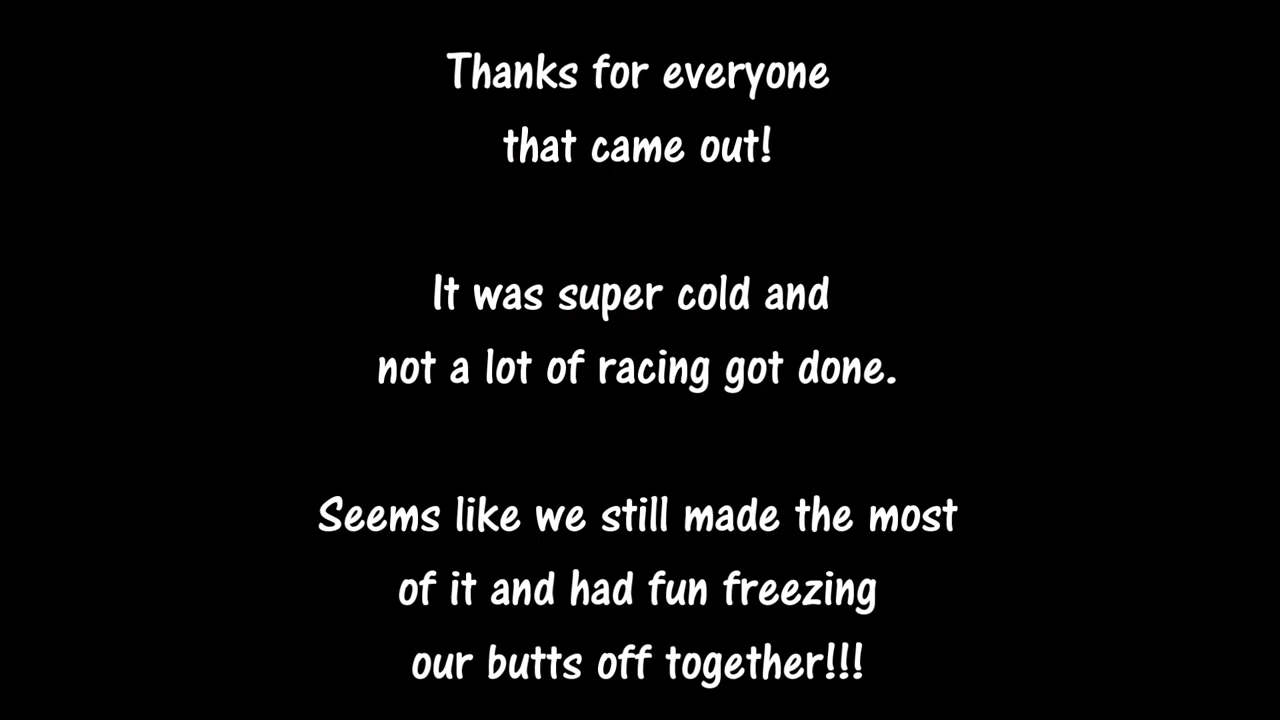 Thanks for everyone
that came out!
It was super cold and
not a lot of racing got done.
Seems like we still made the most
of it and had fun freezing
our butts off together!!!